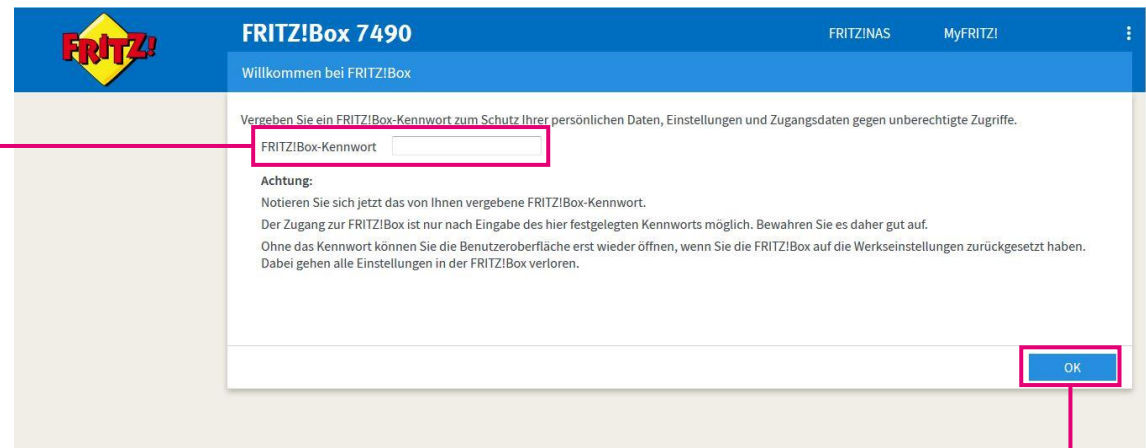 FRITZ!
FRITZ!Box 7490
FRITZ!NAS
MyFRITZ!
Willkommen bei FRITZ!Box
Vergeben Sie ein FRITZ!Box-Kennwort zum Schutz Ihrer persönlichen Daten, Einstellungen und Zugangsdaten gegen unberechtigte Zugriffe.
FRITZ!Box-Kennwort
Achtung:
Notieren Sie sich jetzt das von Ihnen vergebene FRITZ!Box-Kennwort.
Der Zugang zur FRITZ!Box ist nur nach Eingabe des hier festgelegten Kennworts möglich. Bewahren Sie es daher gut auf.
Ohne das Kennwort können Sie die Benutzeroberfläche erst wieder öffnen, wenn Sie die FRITZ!Box auf die Werkseinstellungen zurückgesetzt haben.
Dabei gehen alle Einstellungen in der FRITZ!Box verloren.
OK